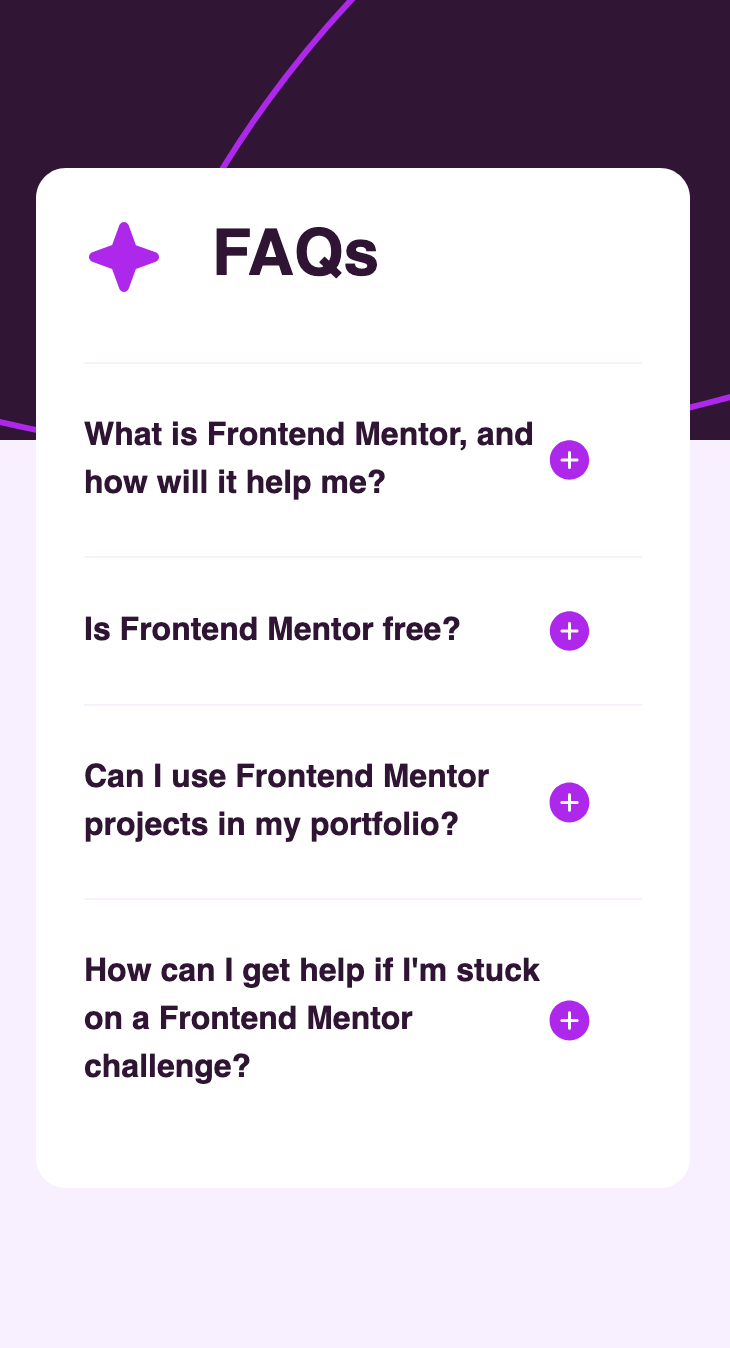 FAQs
What is Frontend Mentor, and
how will it help me?
Is Frontend Mentor free?
Can I use Frontend Mentor
projects in my portfolio?
How can I get help if I'm stuck
on a Frontend Mentor
challenge?